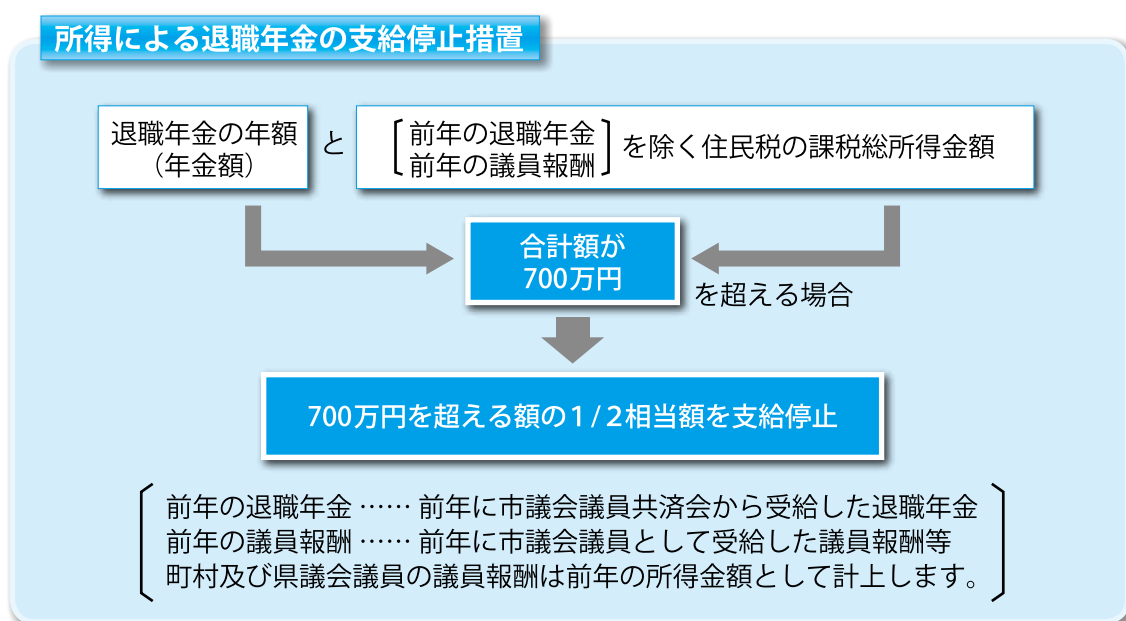 所得による退職年金の支給停止措置
退職年金の年額
（年金額）
と
前年の退職年金
前年の議員報酬
を除く住民税の課税総所得金額
合計額が
700万円
を超える場合
700万円を超える額の１/２相当額を支給停止
前年の退職年金 …… 前年に市議会議員共済会から受給した退職年金
前年の議員報酬 …… 前年に市議会議員として受給した議員報酬等
町村及び県議会議員の議員報酬は前年の所得金額として計上します。